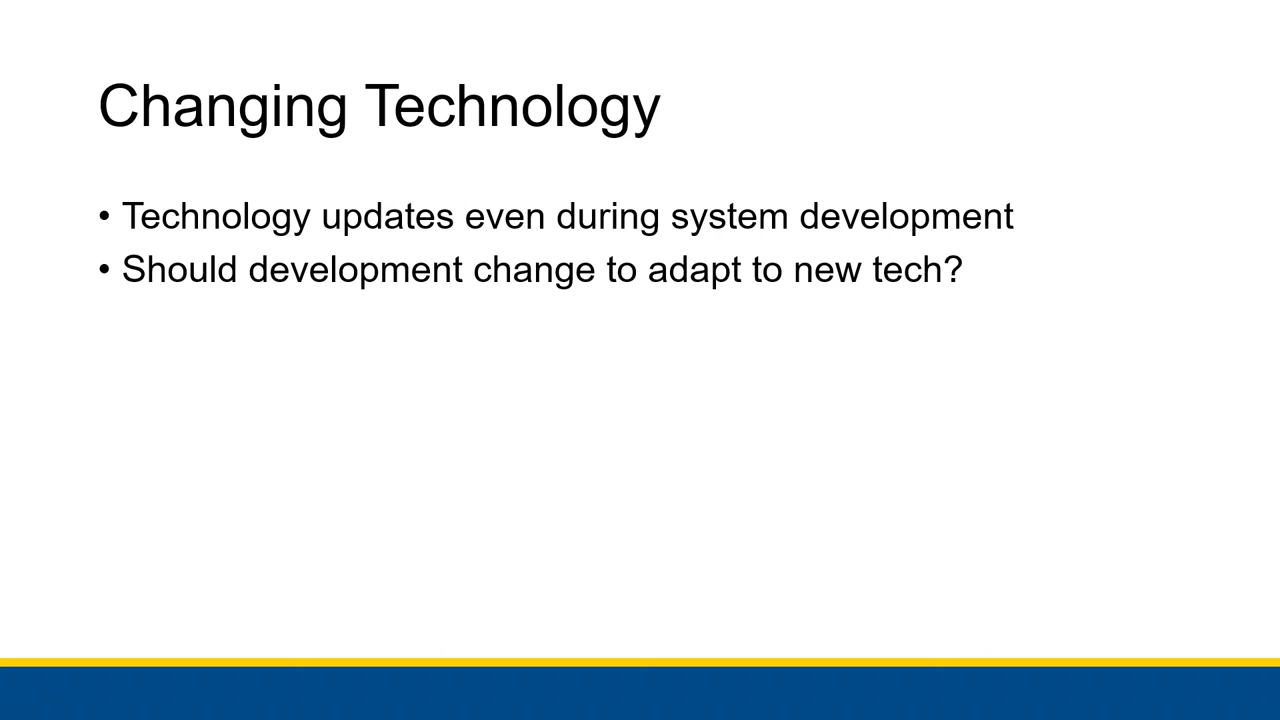 Changing Technology
• Technology updates even during system development
• Should development change to adapt to new tech?